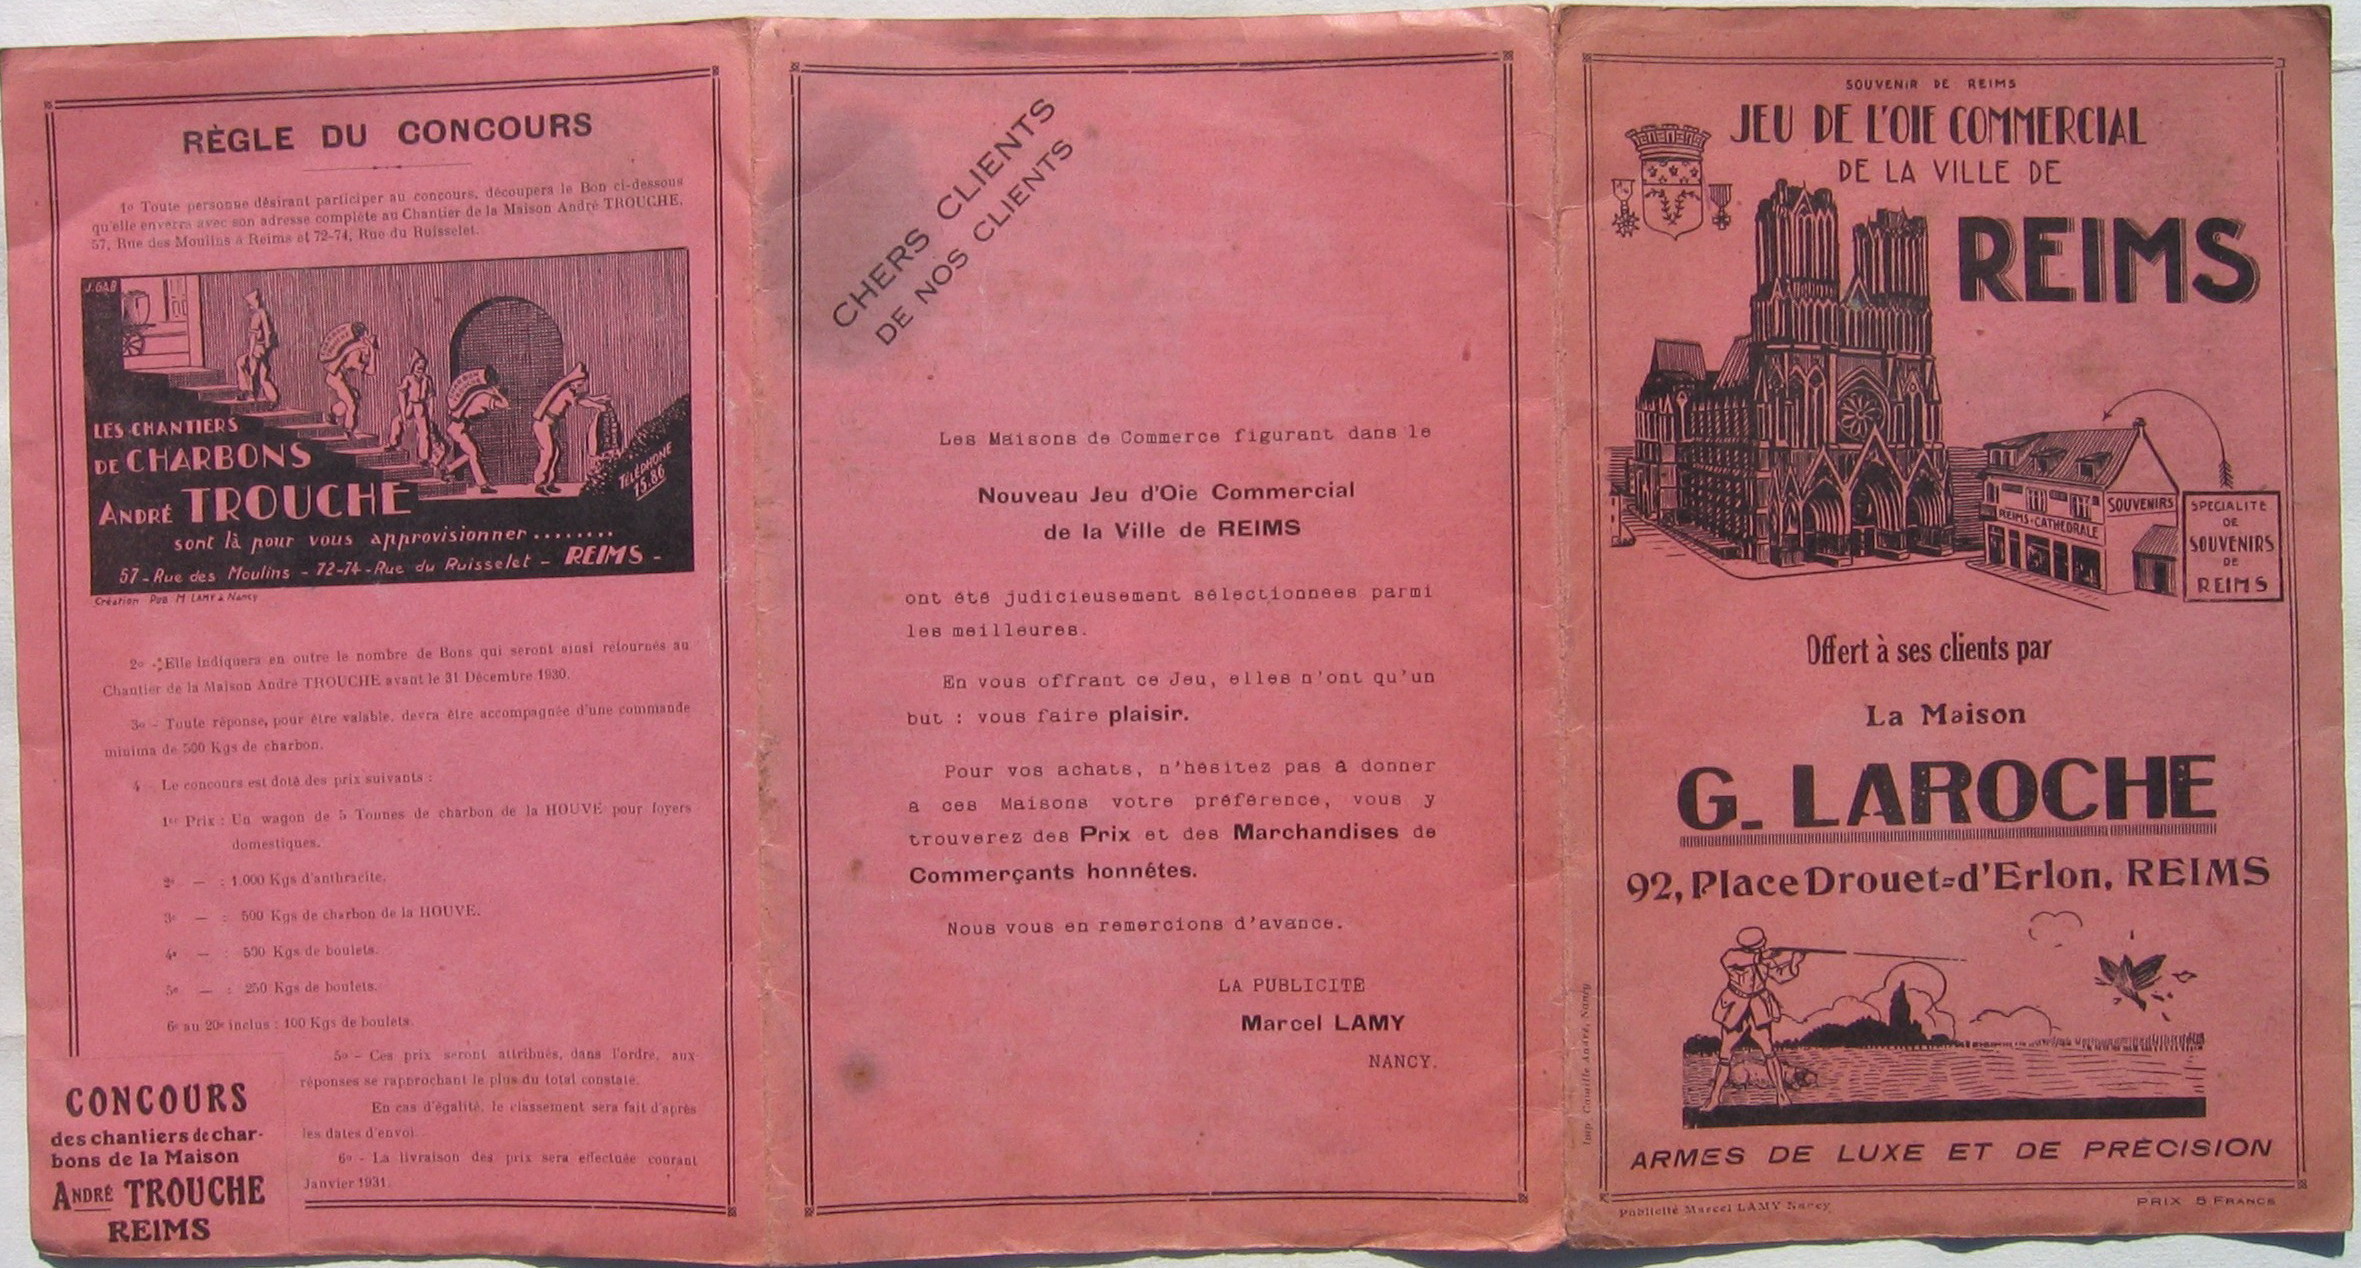 RÈGLE DU CONCOURS
1o Toute personne désirant participer au concours, découpera le Bon ci-dessous
qu'elle enverra avec son adresse complète au Chantier de la Maison André TROUCHE,
57, Rue des Moulins à Reims et 72-74, Rue du Ruisselet.
J. GAB
CHARBON TROUCHE
CHARBON TROUCHE
LES CHANTIERS
DE CHARBONS
ANDRÉ TROUCHE
TÉLÉPHONE
15.86
sont là pour vous approvisionner ........
57 - Rue des Moulins - 72-74 - Rue du Ruisselet - REIMS -
Création Pub M LAMY à Nancy
2o - Elle indiquera en outre le nombre de Bons qui seront ainsi retournés au
Chantier de la Maison André TROUCHE avant le 31 Décembre 1930.
3o - Toute réponse, pour être valable, devra être accompagnée d'une commande
minima de 500 Kgs de charbon.
4 Le concours est doté des prix suivants :
1er Prix : Un wagon de 5 Tonnes de charbon de la HOUVE pour foyers
domestiques.
2e — : 1.000 Kgs d'anthracite.
3e — : 500 Kgs de charbon de la HOUVE.
4e — : 500 Kgs de boulets.
5e — : 250 Kgs de boulets.
6e au 20e inclus : 100 Kgs de boulets.
5o - Ces prix seront attribués, dans l'ordre, aux
réponses se rapprochant le plus du total constaté.
En cas d'égalité, le classement sera fait d'après
les dates d'envoi.
6o - La livraison des prix sera effectuée courant
Janvier 1931.
CONCOURS
des chantiers de char-
bons de la Maison
ANDRÉ TROUCHE
REIMS
CHERS CLIENTS
DE NOS CLIENTS
Les Maisons de Commerce figurant dans le
Nouveau Jeu d'Oie Commercial
de la Ville de REIMS
ont été judicieusement sélectionnées parmi
les meilleures.
En vous offrant ce Jeu, elles n'ont qu'un
but : vous faire plaisir.
Pour vos achats, n'hésitez pas à donner
à ces Maisons votre préférence, vous y
trouverez des Prix et des Marchandises de
Commerçants honnétes.
Nous vous en remercions d'avance.
LA PUBLICITÉ
Marcel LAMY
NANCY.
SOUVENIR DE REIMS
JEU DE L'OIE COMMERCIAL
DE LA VILLE DE
REIMS
SOUVENIRS
REIMS-CATHÉDRALE
SPÉCIALITÉ
DE
SOUVENIRS
DE
REIMS
Offert à ses clients par
La Maison
G. LAROCHE
92, Place Drouet-d'Erlon, REIMS
Imp. Camille André, Nancy
ARMES DE LUXE ET DE PRÉCISION
Publicité Marcel LAMY Nancy
PRIX 5 FRANCS